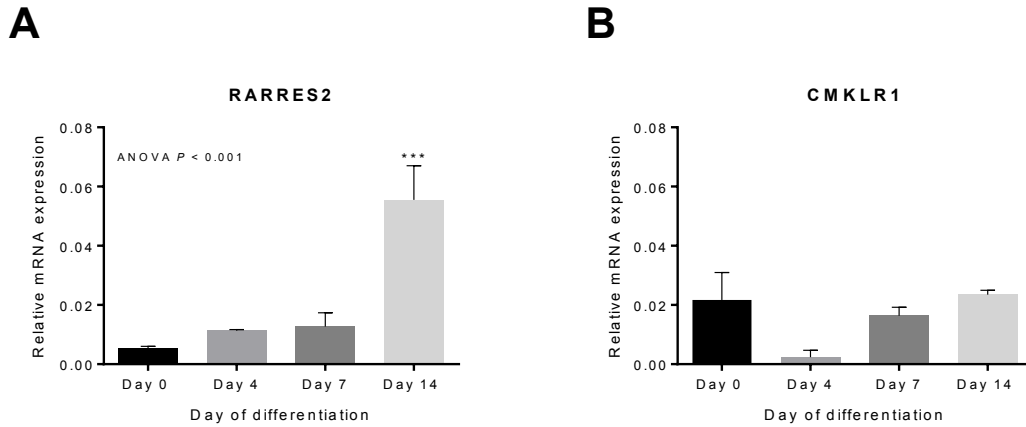 A
RARRES2
Relative mRNA expression
0.08
0.06
0.04
0.02
0.00
ANOVA P < 0.001
***
Day 0 Day 4 Day 7 Day 14
Day of differentiation
B
CMKLR1
Relative mRNA expression
0.08
0.06
0.04
0.02
0.00
Day 0 Day 4 Day 7 Day 14
Day of differentiation